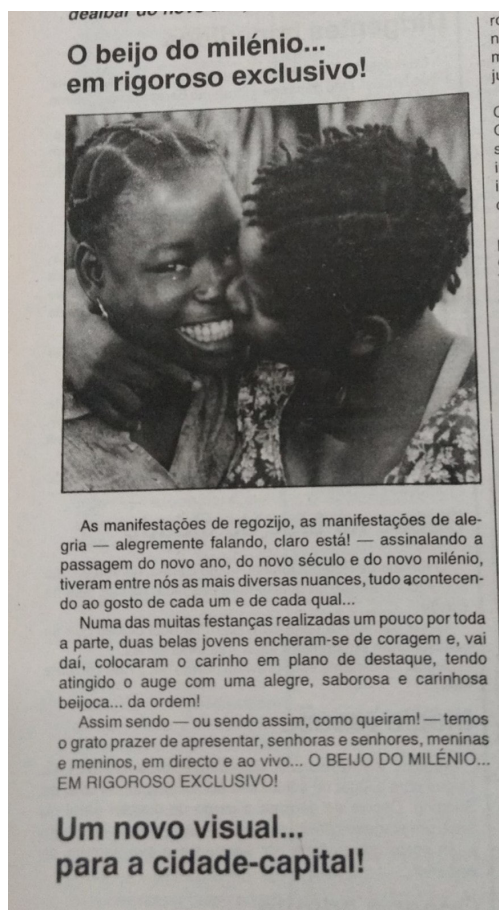 dealbar do novo
O beijo do milénio...
em rigoroso exclusivo!
As manifestações de regozijo, as manifestações de ale-
gria — alegremente falando, claro está! — assinalando a
passagem do novo ano, do novo século e do novo milénio,
tiveram entre nós as mais diversas nuances, tudo acontecen-
do ao gosto de cada um e de cada qual...
Numa das muitas festanças realizadas um pouco por toda
a parte, duas belas jovens encheram-se de coragem e, vai
daí, colocaram o carinho em plano de destaque, tendo
atingido o auge com uma alegre, saborosa e carinhosa
beijoca... da ordem!
Assim sendo — ou sendo assim, como queiram! — temos
o grato prazer de apresentar, senhoras e senhores, meninas
e meninos, em directo e ao vivo... O BEIJO DO MILÉNIO...
EM RIGOROSO EXCLUSIVO!
Um novo visual...
para a cidade-capital!